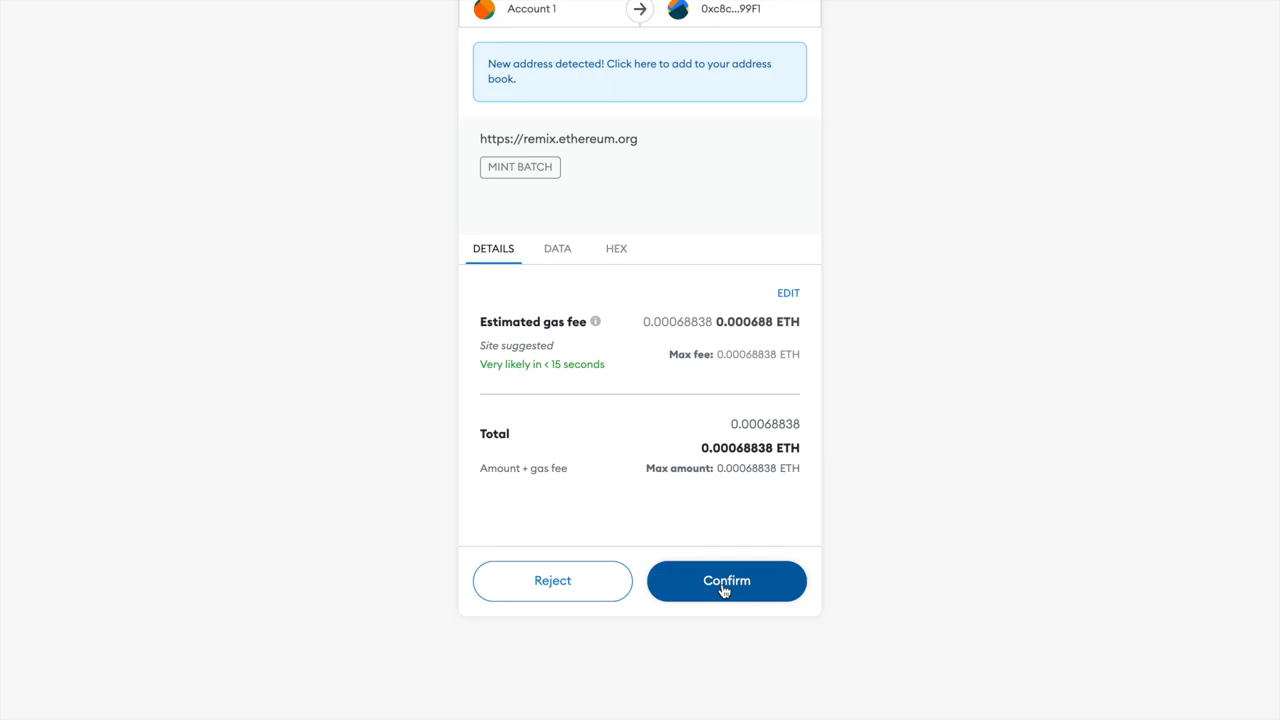 Account 1 0xc8c...99F1
New address detected! Click here to add to your address
book.
https://remix.ethereum.org
MINT BATCH
DETAILS DATA HEX
EDIT
Estimated gas fee 0.00068838 0.000688 ETH
Site suggested
Max fee: 0.00068838 ETH
Very likely in < 15 seconds
0.00068838
Total
0.00068838 ETH
Amount + gas fee Max amount: 0.00068838 ETH
Reject Confirm